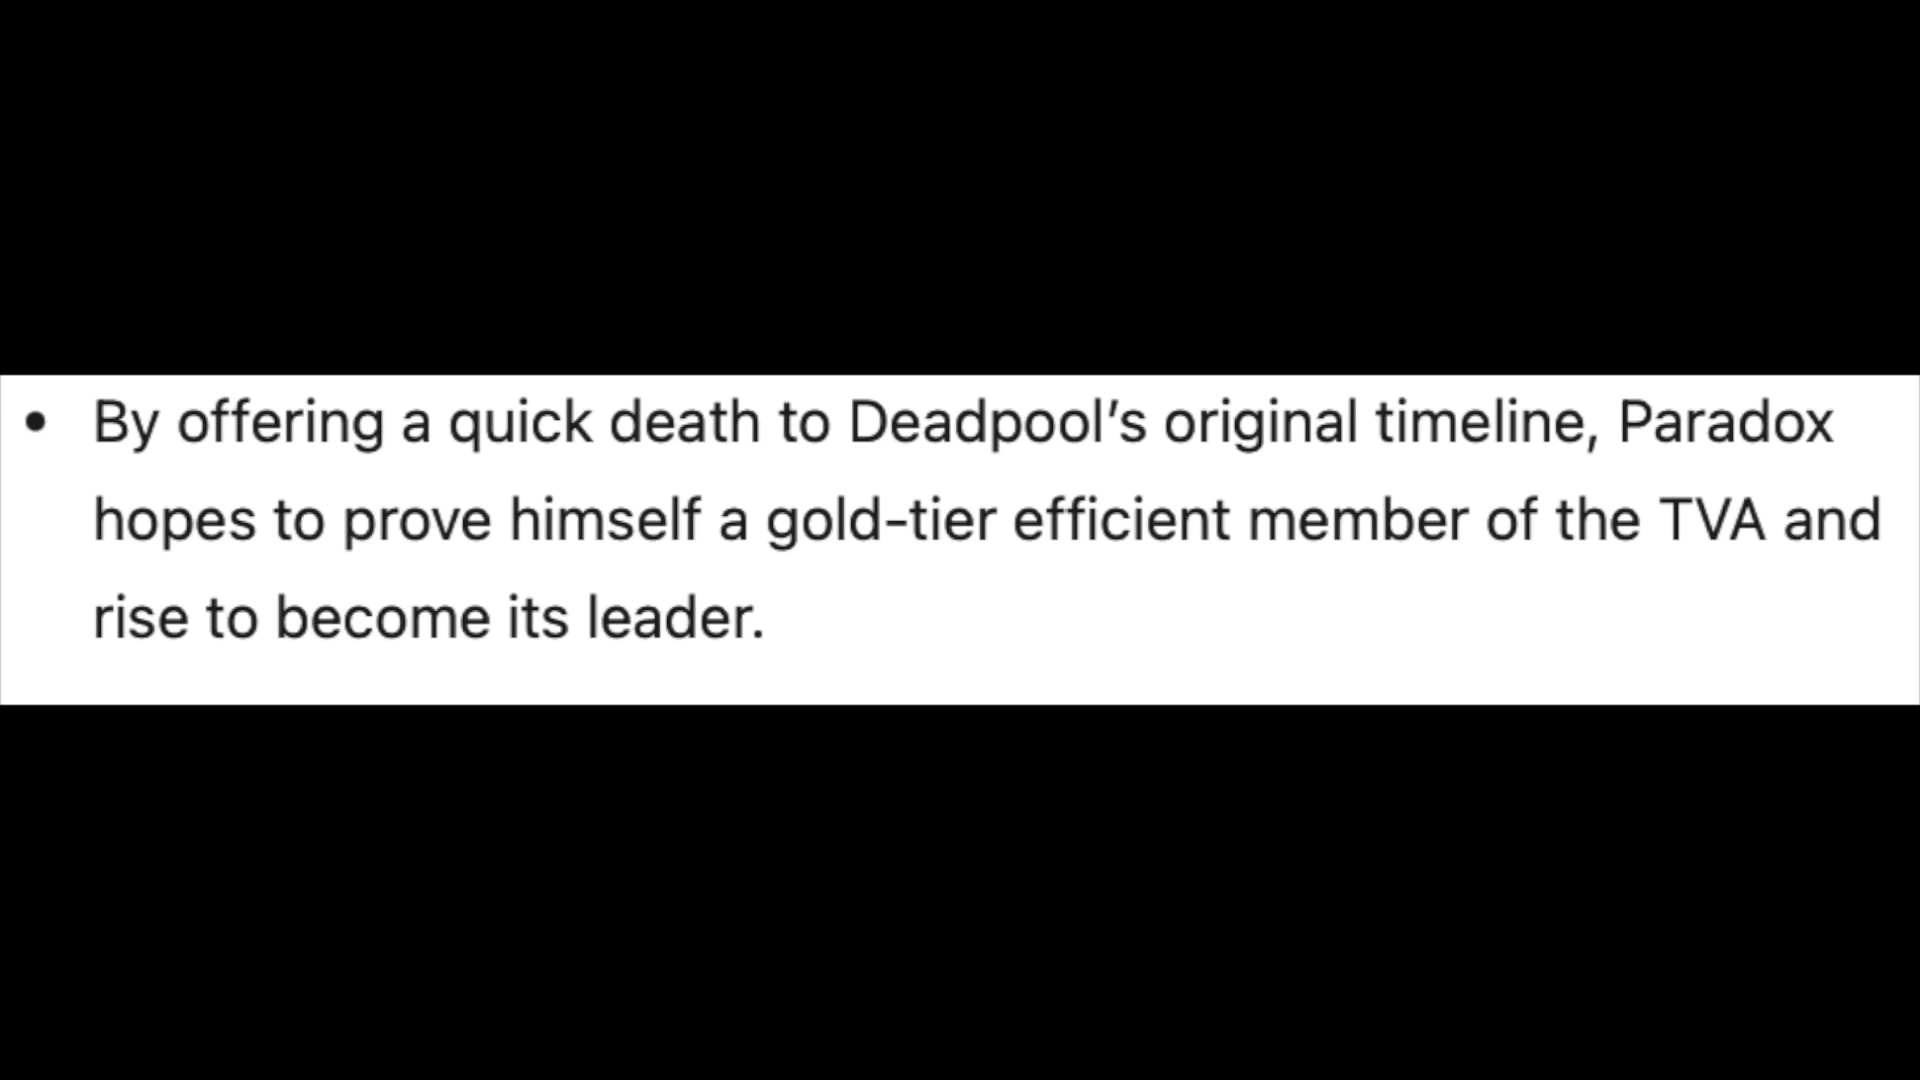 • By offering a quick death to Deadpool’s original timeline, Paradox
hopes to prove himself a gold-tier efficient member of the TVA and
rise to become its leader.